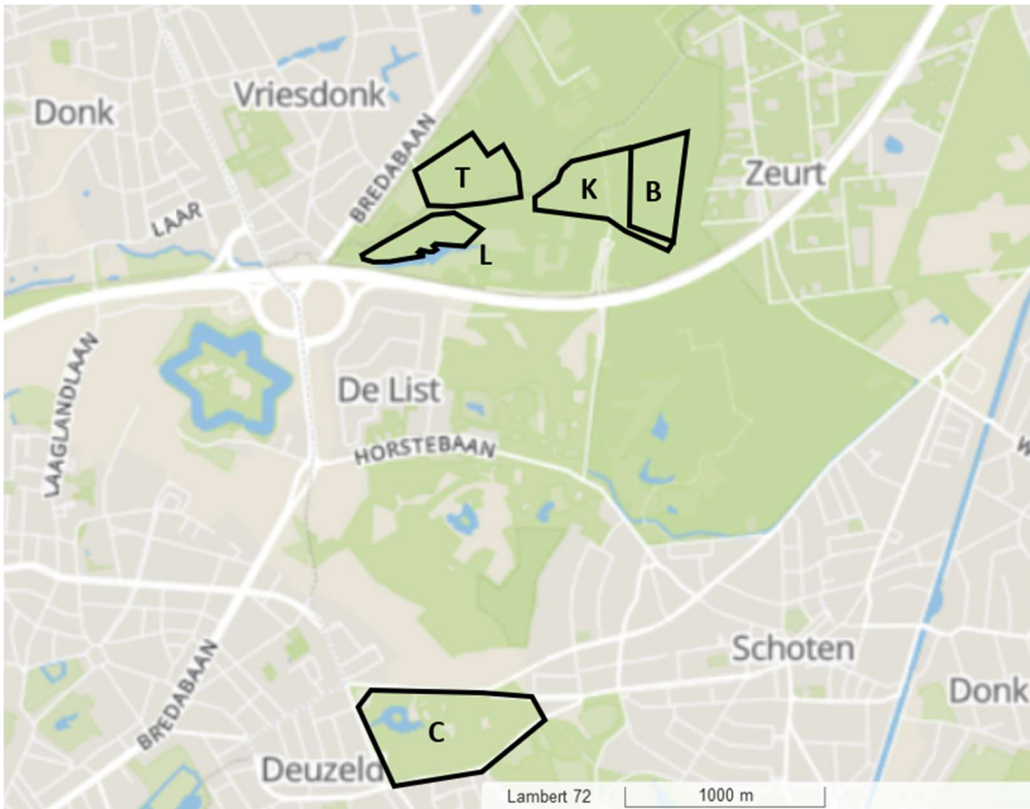 Donk
Vriesdonk
BREDABAAN
LAAR
T
K
B
L
Zeurt
LAAGLANDLAAN
De List
HORSTEBAAN
BREDABAAN
Schoten
Donk
C
Deuzeld
Lambert 72
1000 m